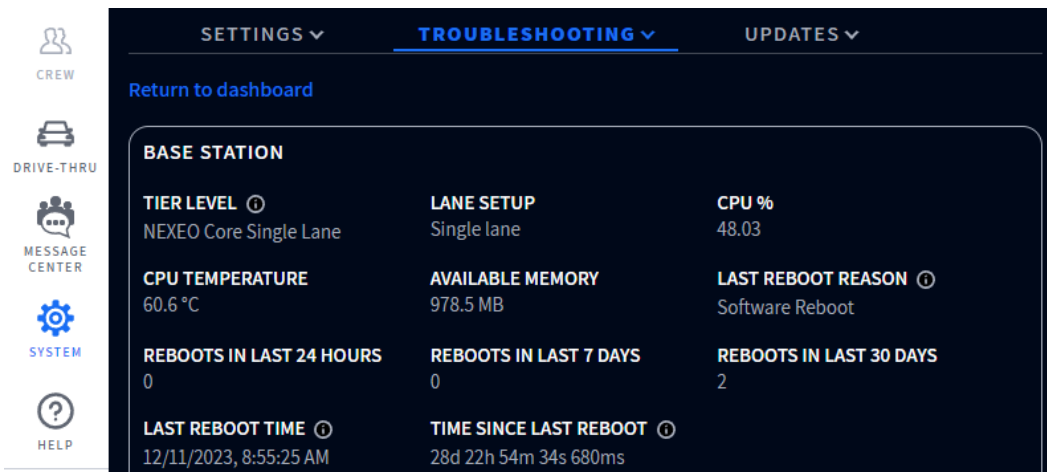 CREW
DRIVE-THRU
MESSAGE
CENTER
SYSTEM
HELP
SETTINGS TROUBLESHOOTING UPDATES
Return to dashboard
BASE STATION
TIER LEVEL LANE SETUP CPU %
NEXEO Core Single Lane Single lane 48.03
CPU TEMPERATURE AVAILABLE MEMORY LAST REBOOT REASON
60.6 °C 978.5 MB Software Reboot
REBOOTS IN LAST 24 HOURS REBOOTS IN LAST 7 DAYS REBOOTS IN LAST 30 DAYS
0 0 2
LAST REBOOT TIME TIME SINCE LAST REBOOT
12/11/2023, 8:55:25 AM 28d 22h 54m 34s 680ms